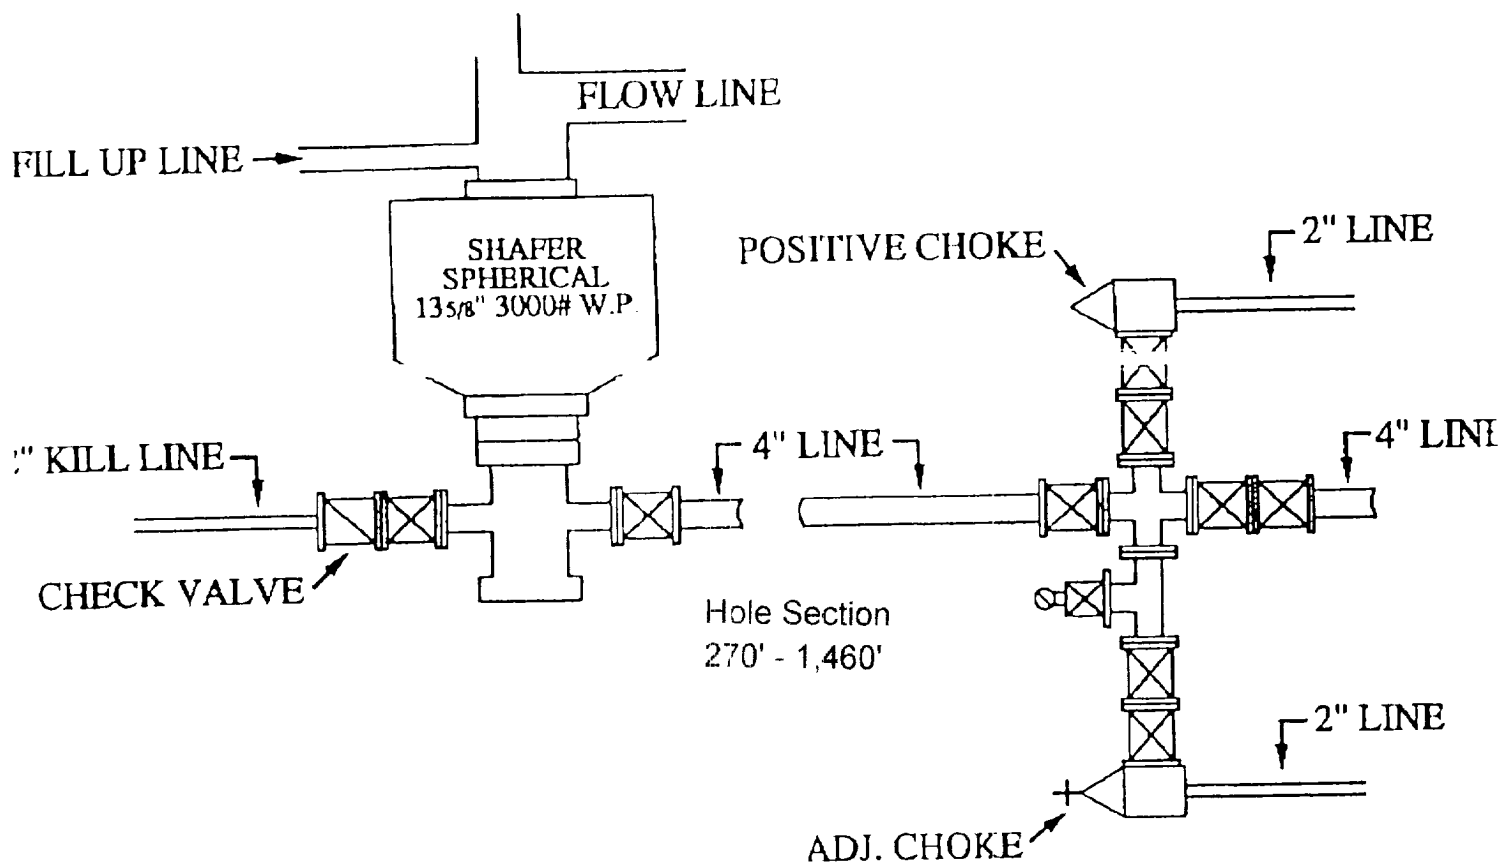 FLOW LINE
FILL UP LINE
SHAFER
SPHERICAL
13 5/8" 3000# W.P.
POSITIVE CHOKE
2" LINE
" KILL LINE
4" LINE
4" LINE
CHECK VALVE
Hole Section
270' - 1,460'
2" LINE
ADJ. CHOKE